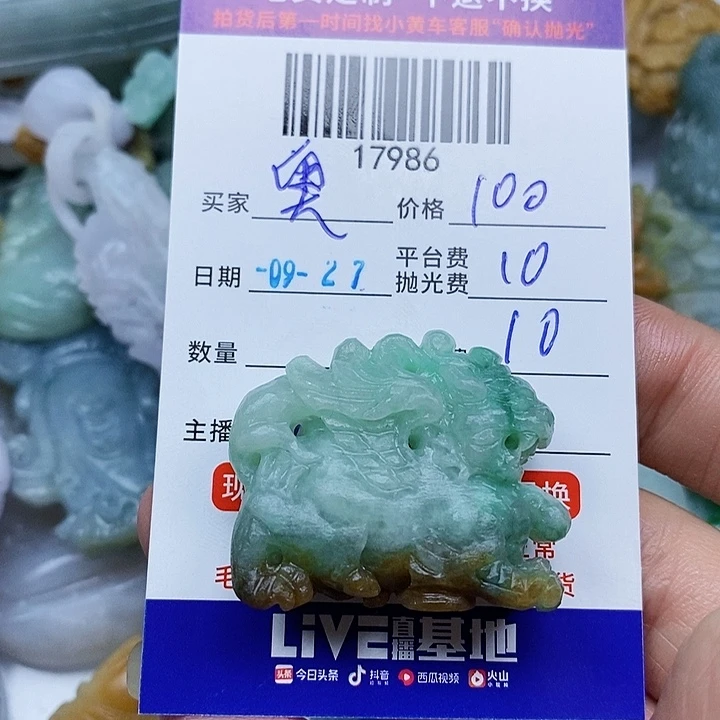 拍货后第一时间找小黄车客服“确认抛光”
17986
买家 奥 价格 100
日期 -09-27 平台费 抛光费 10
数量 10
主播
LiVE直播基地
头条 今日头条 抖音 西瓜视频 火山